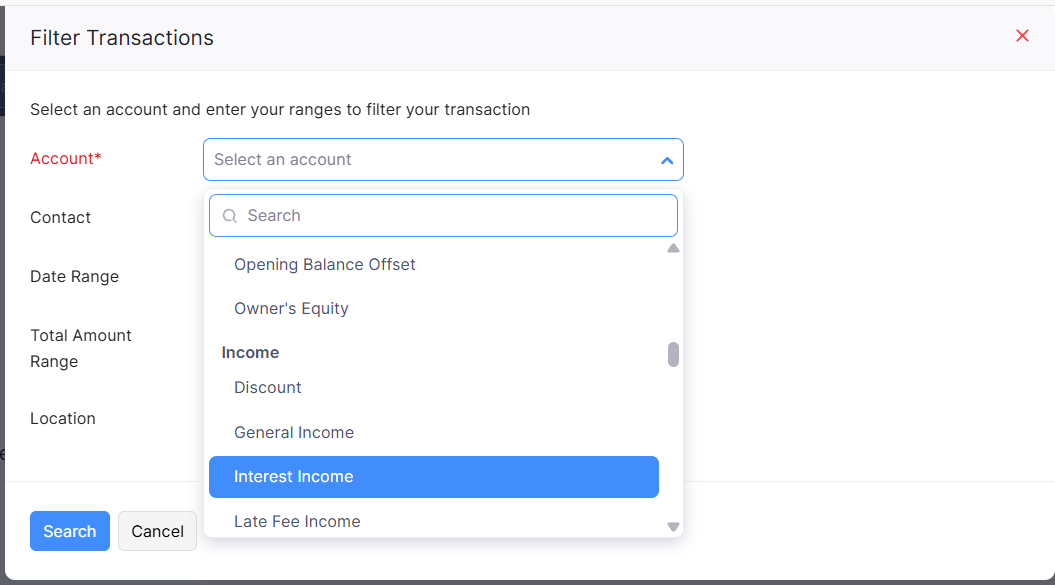 Filter Transactions
Select an account and enter your ranges to filter your transaction
Account*
Select an account
Contact
Search
Date Range
Opening Balance Offset
Owner's Equity
Total Amount
Range
Income
Discount
Location
General Income
Interest Income
Late Fee Income
Search
Cancel